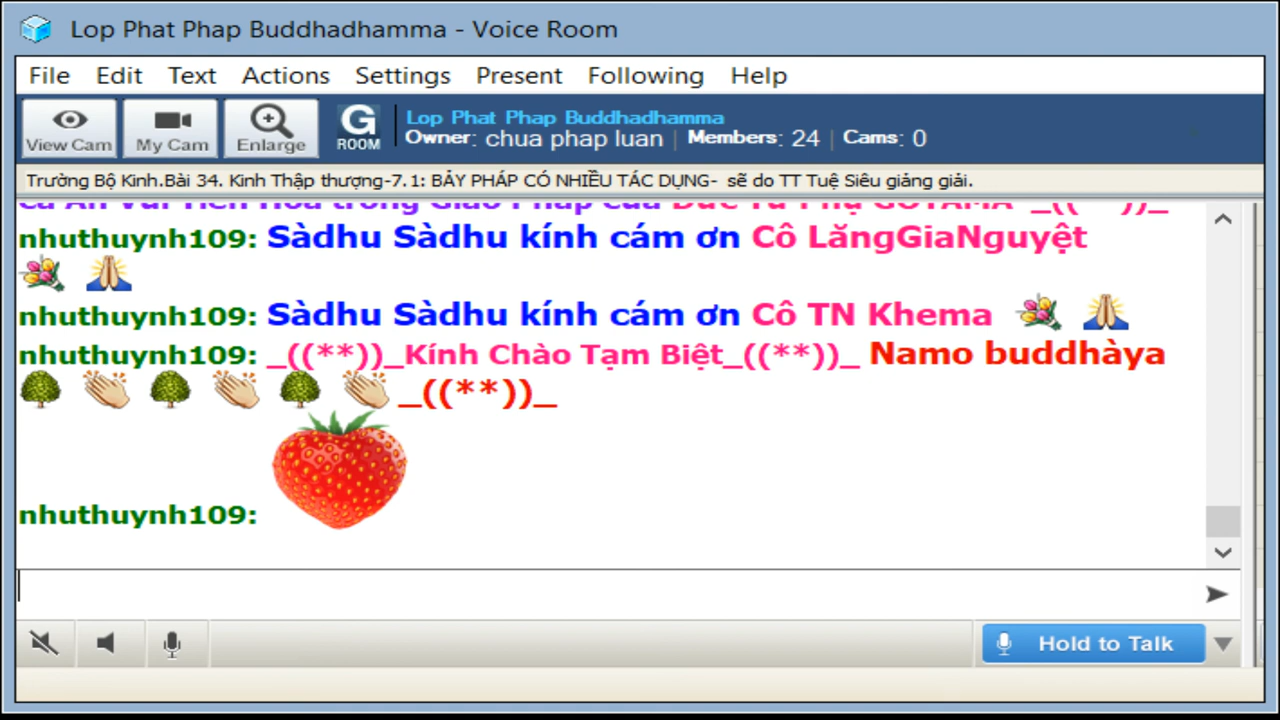 Lop Phat Phap Buddhadhamma - Voice Room
File Edit Text Actions Settings Present Following Help
View Cam My Cam Enlarge G ROOM
Lop Phat Phap Buddhadhamma
Owner: chua phap luan | Members: 24 | Cams: 0
Trường Bộ Kinh.Bài 34. Kinh Thập thượng-7.1: BẢY PHÁP CÓ NHIỀU TÁC DỤNG- sẽ do TT Tuệ Siêu giảng giải.
nhuthuynh109: Sàdhu Sàdhu kính cám ơn Cô LăngGiaNguyệt
nhuthuynh109: Sàdhu Sàdhu kính cám ơn Cô TN Khema
nhuthuynh109: _((**))_Kính Chào Tạm Biệt_((**))_ Namo buddhàya
_((**))_
nhuthuynh109:
Hold to Talk